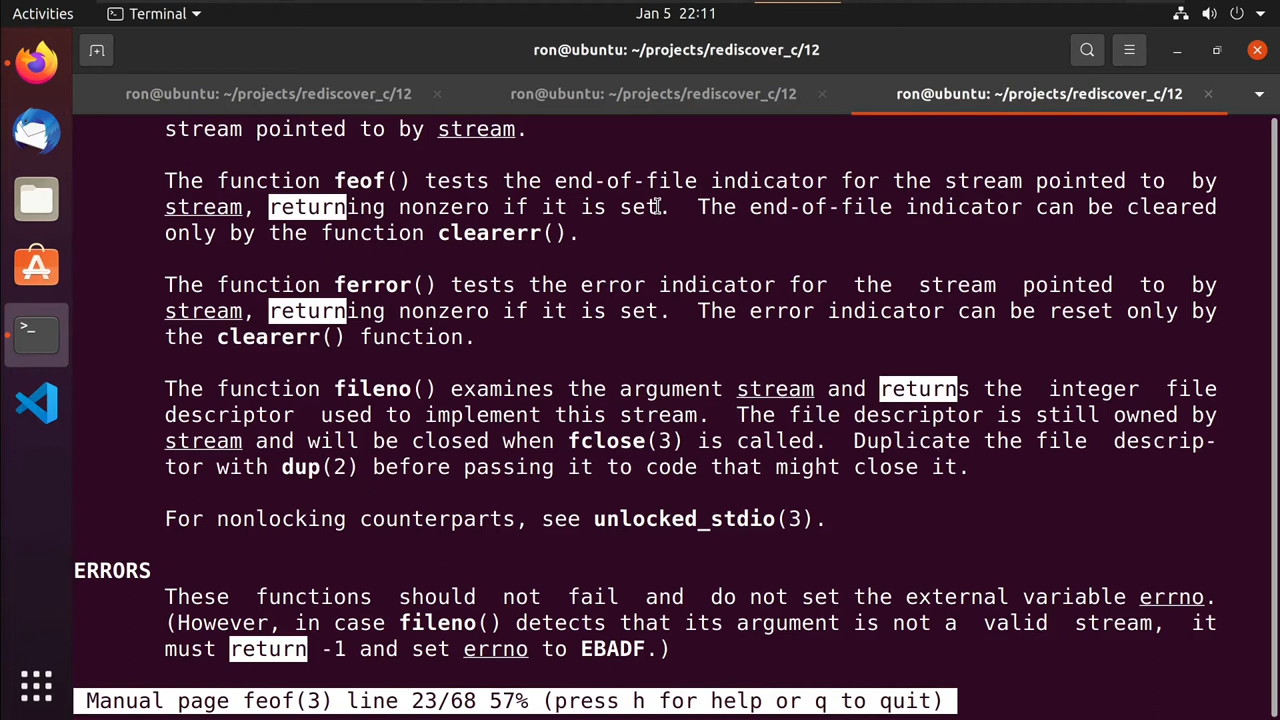 Activities Terminal Jan 5 22:11
ron@ubuntu: ~/projects/rediscover_c/12
ron@ubuntu: ~/projects/rediscover_c/12 × ron@ubuntu: ~/projects/rediscover_c/12 × ron@ubuntu: ~/projects/rediscover_c/12 ×
stream pointed to by stream.
The function feof() tests the end-of-file indicator for the stream pointed to by
stream, returning nonzero if it is set. The end-of-file indicator can be cleared
only by the function clearerr().
The function ferror() tests the error indicator for the stream pointed to by
stream, returning nonzero if it is set. The error indicator can be reset only by
the clearerr() function.
The function fileno() examines the argument stream and returns the integer file
descriptor used to implement this stream. The file descriptor is still owned by
stream and will be closed when fclose(3) is called. Duplicate the file descrip-
tor with dup(2) before passing it to code that might close it.
For nonlocking counterparts, see unlocked_stdio(3).
ERRORS
These functions should not fail and do not set the external variable errno.
(However, in case fileno() detects that its argument is not a valid stream, it
must return -1 and set errno to EBADF.)
Manual page feof(3) line 23/68 57% (press h for help or q to quit)